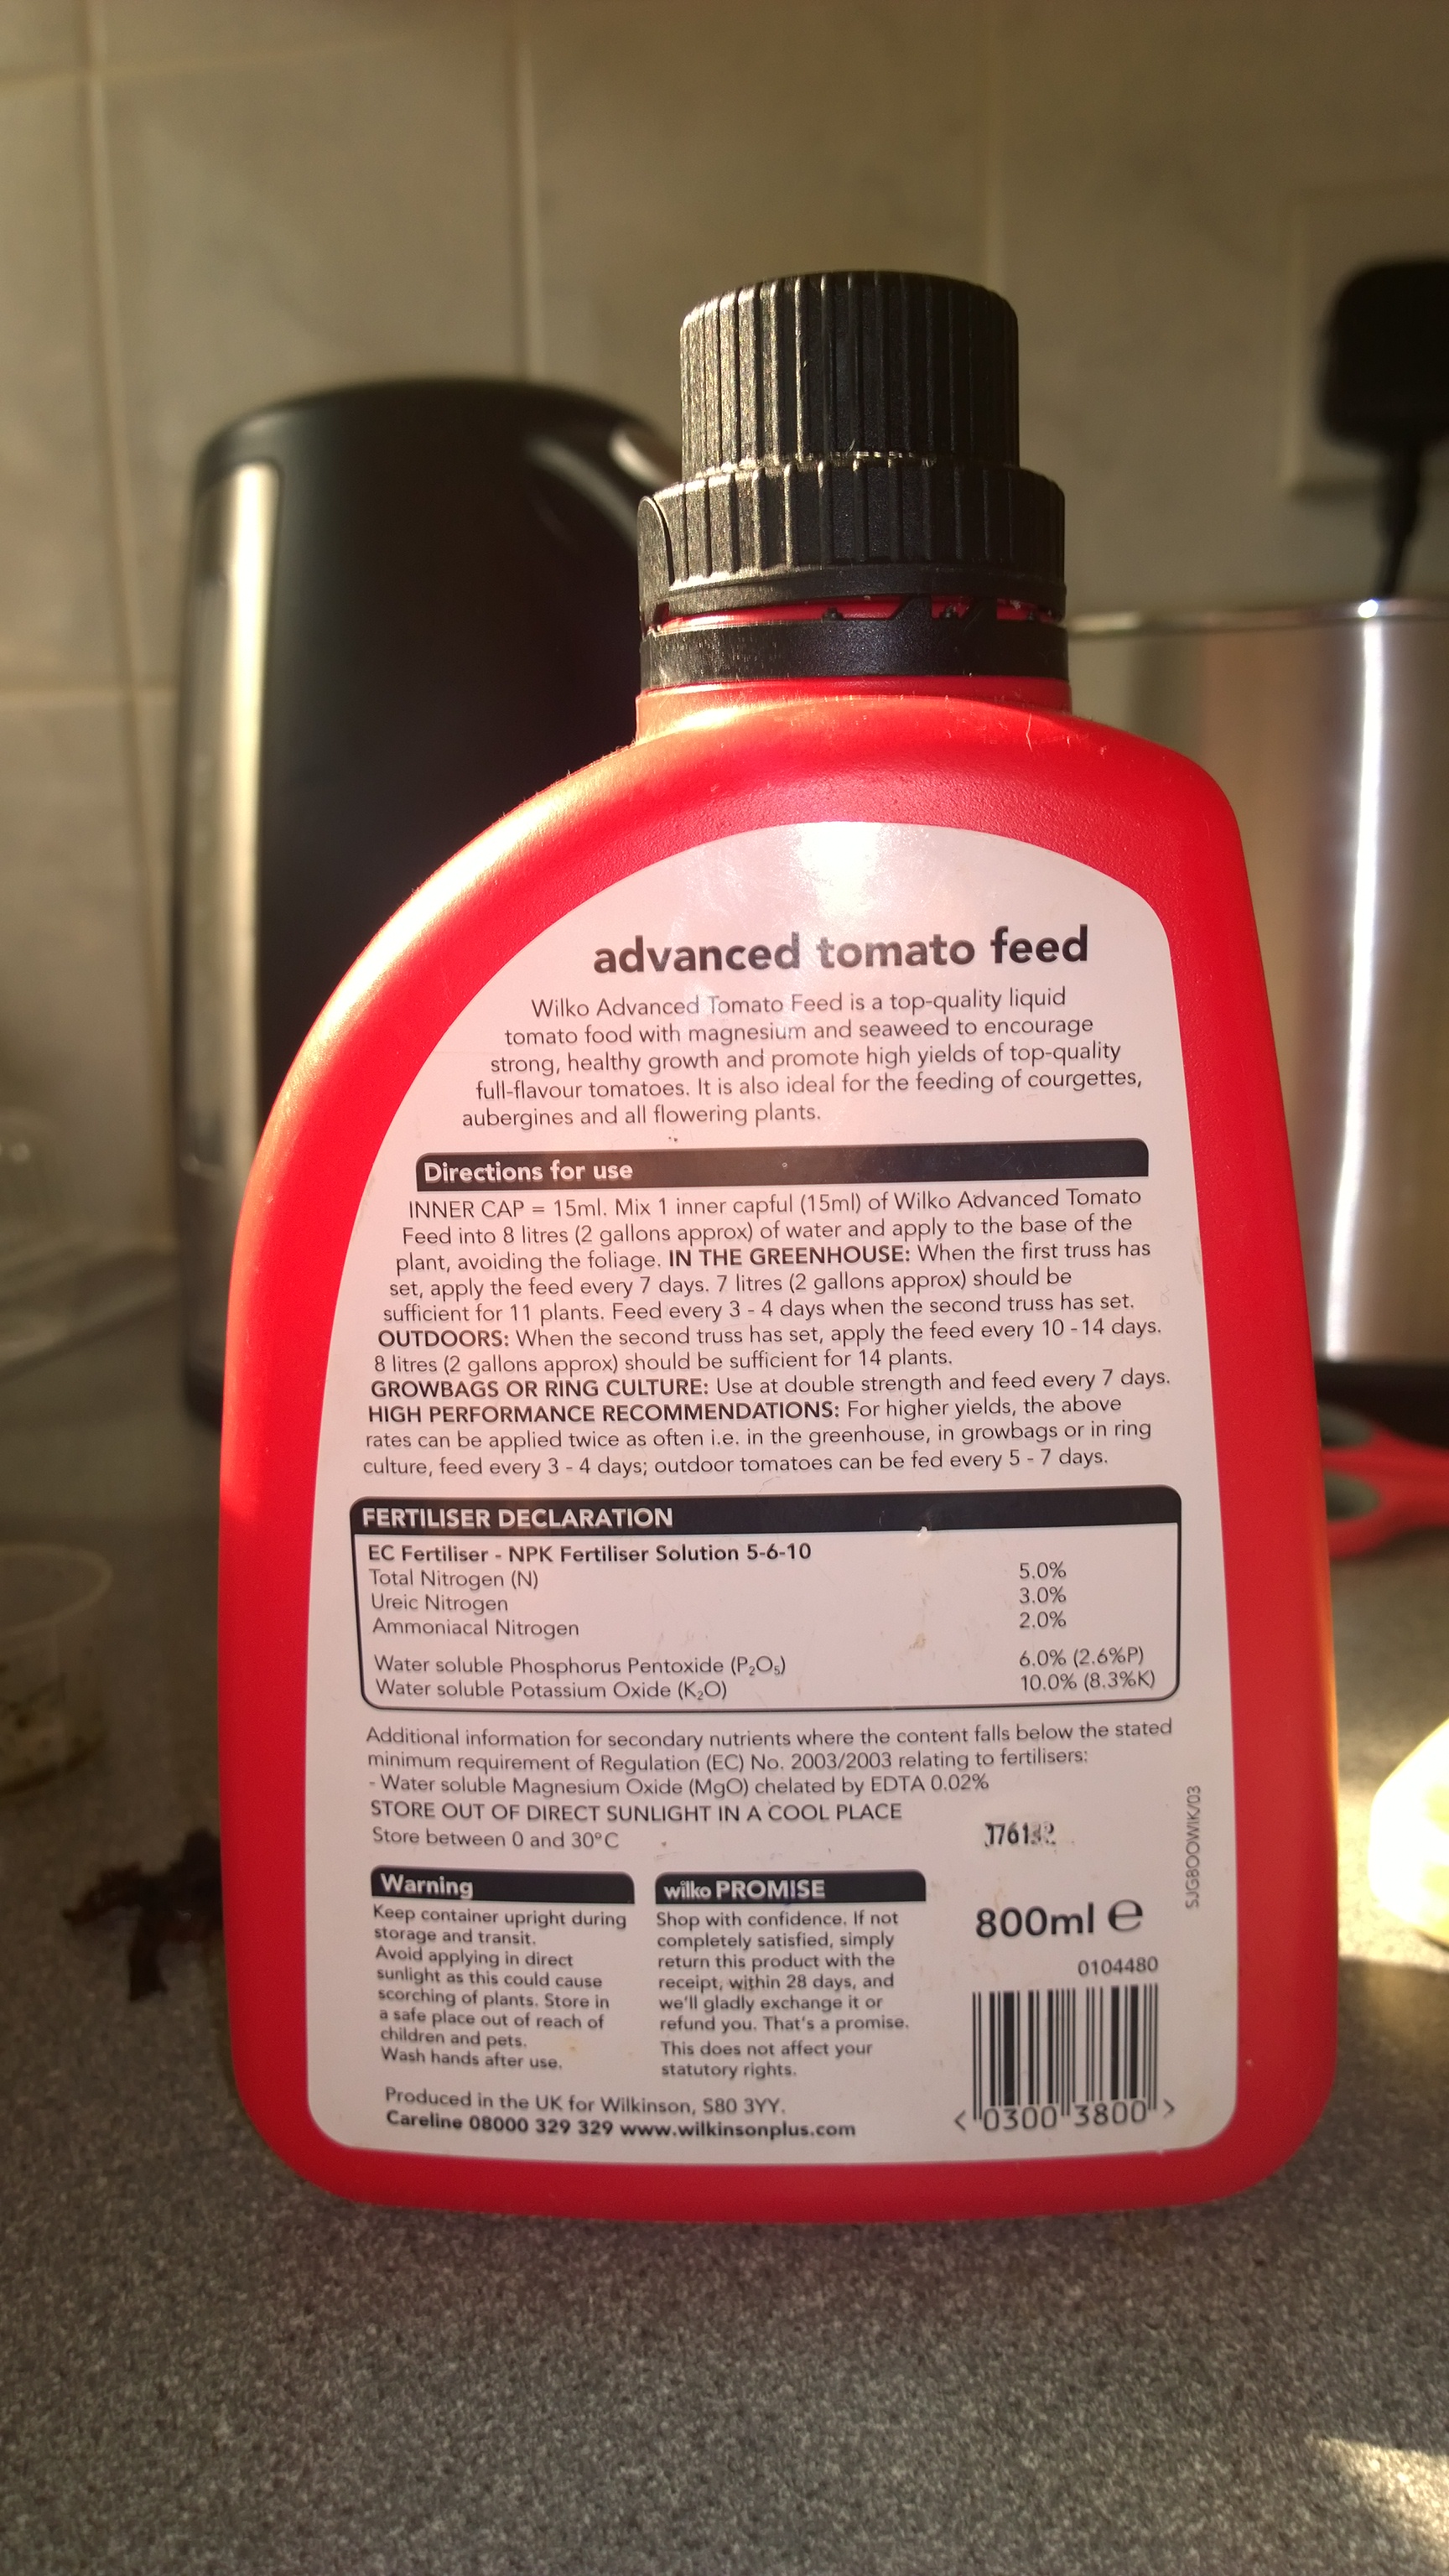 advanced tomato feed
Wilko Advanced Tomato Feed is a top-quality liquid
tomato food with magnesium and seaweed to encourage
strong, healthy growth and promote high yields of top-quality
full-flavour tomatoes. It is also ideal for the feeding of courgettes,
aubergines and all flowering plants.
Directions for use
INNER CAP = 15ml. Mix 1 inner capful (15ml) of Wilko Advanced Tomato
Feed into 8 litres (2 gallons approx) of water and apply to the base of the
plant, avoiding the foliage. IN THE GREENHOUSE: When the first truss has
set, apply the feed every 7 days. 7 litres (2 gallons approx) should be
sufficient for 11 plants. Feed every 3 - 4 days when the second truss has set.
OUTDOORS: When the second truss has set, apply the feed every 10 -14 days.
8 litres (2 gallons approx) should be sufficient for 14 plants.
GROWBAGS OR RING CULTURE: Use at double strength and feed every 7 days.
HIGH PERFORMANCE RECOMMENDATIONS: For higher yields, the above
rates can be applied twice as often i.e. in the greenhouse, in growbags or in ring
culture, feed every 3 - 4 days; outdoor tomatoes can be fed every 5 - 7 days.
FERTILISER DECLARATION
EC Fertiliser - NPK Fertiliser Solution 5-6-10
Total Nitrogen (N) 5.0%
Ureic Nitrogen 3.0%
Ammoniacal Nitrogen 2.0%
Water soluble Phosphorus Pentoxide (P₂O₅) 6.0% (2.6%P)
Water soluble Potassium Oxide (K₂O) 10.0% (8.3%K)
Additional information for secondary nutrients where the content falls below the stated
minimum requirement of Regulation (EC) No. 2003/2003 relating to fertilisers:
- Water soluble Magnesium Oxide (MgO) chelated by EDTA 0.02%
STORE OUT OF DIRECT SUNLIGHT IN A COOL PLACE
Store between 0 and 30°C
Warning
Keep container upright during
storage and transit.
Avoid applying in direct
sunlight as this could cause
scorching of plants. Store in
a safe place out of reach of
children and pets.
Wash hands after use.
wilko PROMISE
Shop with confidence. If not
completely satisfied, simply
return this product with the
receipt, within 28 days, and
we'll gladly exchange it or
refund you. That's a promise.
This does not affect your
statutory rights.
800ml e
SJG800WIK/03
0104480
< 0300 3800 >
Produced in the UK for Wilkinson, S80 3YY.
Careline 08000 329 329 www.wilkinsonplus.com